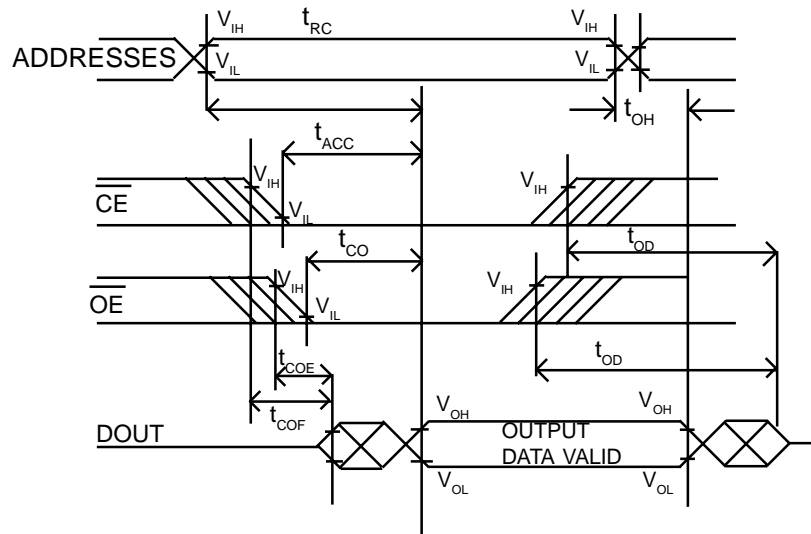 V_IH t_RC V_IH
ADDRESSES V_IL V_IL
t_OH
t_ACC
CE V_IH V_IL V_IH
t_CO t_OD
OE V_IH V_IL V_IH
t_COE t_OD
t_COF
DOUT V_OH OUTPUT V_OH
DATA VALID
V_OL V_OL